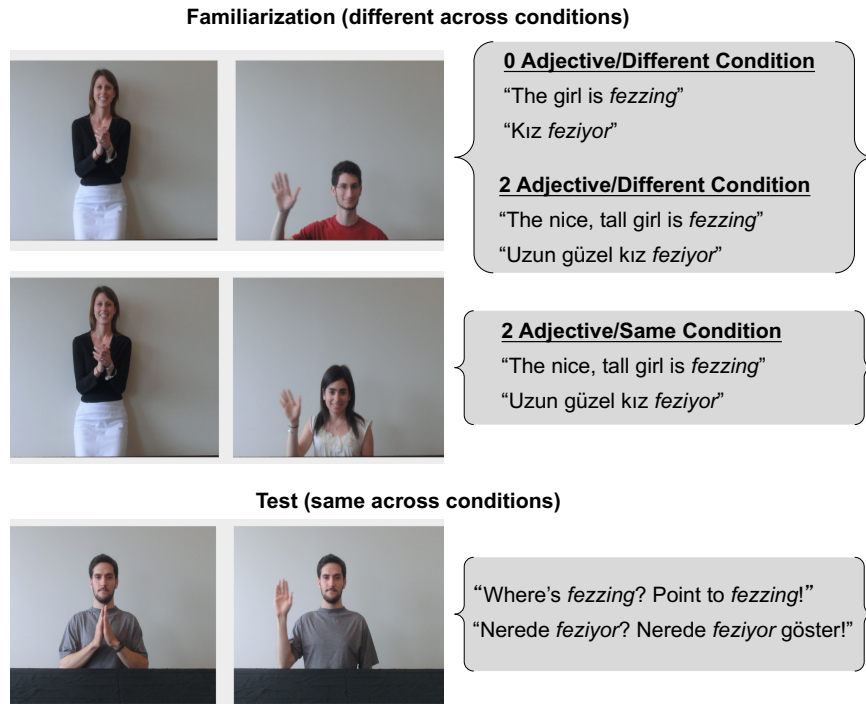 Familiarization (different across conditions)
0 Adjective/Different Condition
“The girl is fezzing”
“Kız feziyor”
2 Adjective/Different Condition
“The nice, tall girl is fezzing”
“Uzun güzel kız feziyor”
2 Adjective/Same Condition
“The nice, tall girl is fezzing”
“Uzun güzel kız feziyor”
Test (same across conditions)
“Where’s fezzing? Point to fezzing!”
“Nerede feziyor? Nerede feziyor göster!”